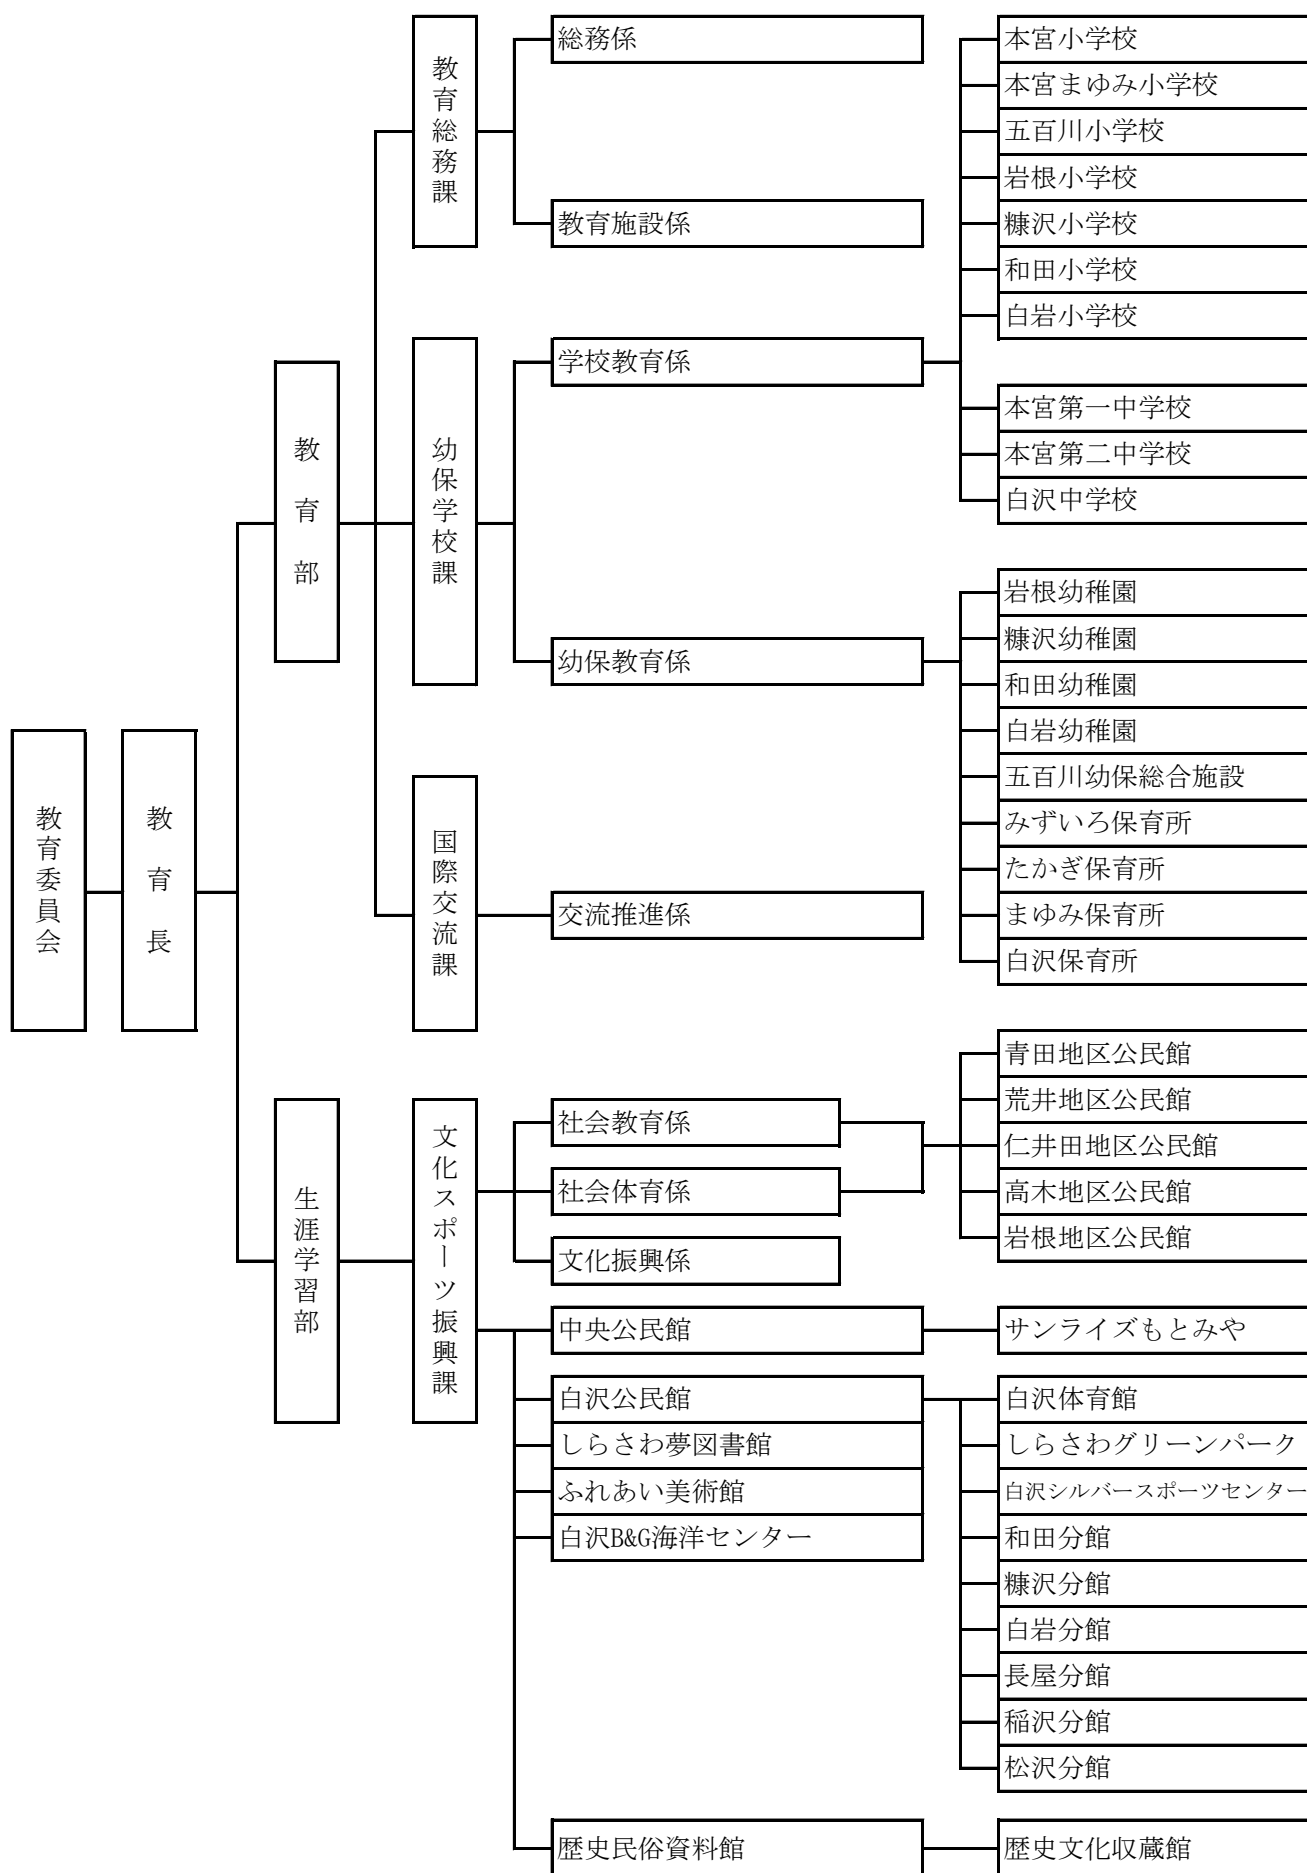 教育委員会
教育長
教育部
教育総務課
総務係
教育施設係
幼保学校課
学校教育係
本宮小学校
本宮まゆみ小学校
五百川小学校
岩根小学校
糠沢小学校
和田小学校
白岩小学校
本宮第一中学校
本宮第二中学校
白沢中学校
幼保教育係
岩根幼稚園
糠沢幼稚園
和田幼稚園
白岩幼稚園
五百川幼保総合施設
みずいろ保育所
たかぎ保育所
まゆみ保育所
白沢保育所
国際交流課
交流推進係
生涯学習部
文化スポーツ振興課
社会教育係
社会体育係
文化振興係
青田地区公民館
荒井地区公民館
仁井田地区公民館
高木地区公民館
岩根地区公民館
中央公民館
サンライズもとみや
白沢公民館
しらさわ夢図書館
ふれあい美術館
白沢B&G海洋センター
白沢体育館
しらさわグリーンパーク
白沢シルバースポーツセンター
和田分館
糠沢分館
白岩分館
長屋分館
稲沢分館
松沢分館
歴史民俗資料館
歴史文化収蔵館